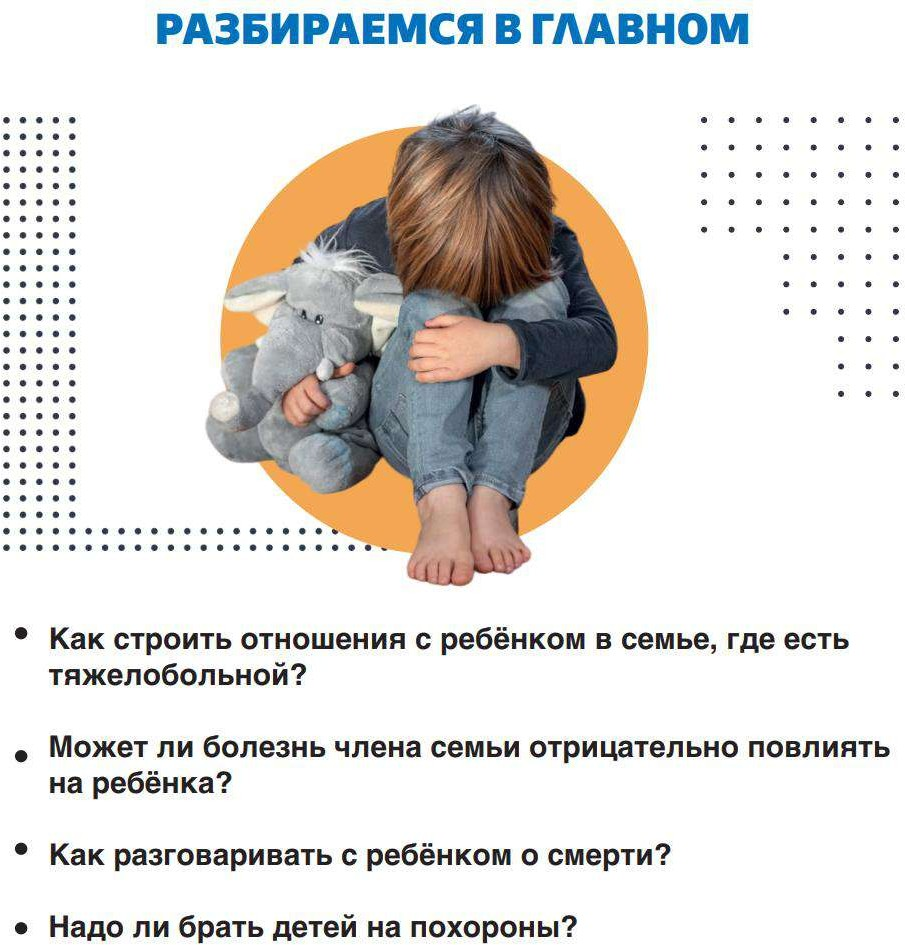 РАЗБИРАЕМСЯ В ГЛАВНОМ
• Как строить отношения с ребёнком в семье, где есть
тяжелобольной?
• Может ли болезнь члена семьи отрицательно повлиять
на ребёнка?
• Как разговаривать с ребёнком о смерти?
• Надо ли брать детей на похороны?